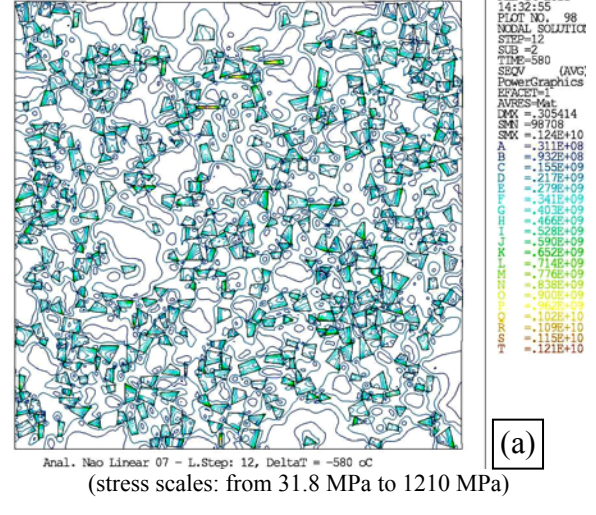 14:32:55
PLOT NO. 98
NODAL SOLUTION
STEP=12
SUB =2
TIME=580
SEQV (AVG)
PowerGraphics
EFACET=1
AVRES=Mat
DMX =.305414
SMN =98708
SMX =.124E+10
A =.311E+08
B =.932E+08
C =.155E+09
D =.217E+09
E =.279E+09
F =.341E+09
G =.403E+09
H =.466E+09
I =.528E+09
J =.590E+09
K =.652E+09
L =.714E+09
M =.776E+09
N =.838E+09
O =.900E+09
Q =.102E+10
R =.109E+10
S =.115E+10
T =.121E+10
(a)
Anal. Nao Linear 07 - L.Step: 12, DeltaT = -580 oC
(stress scales: from 31.8 MPa to 1210 MPa)